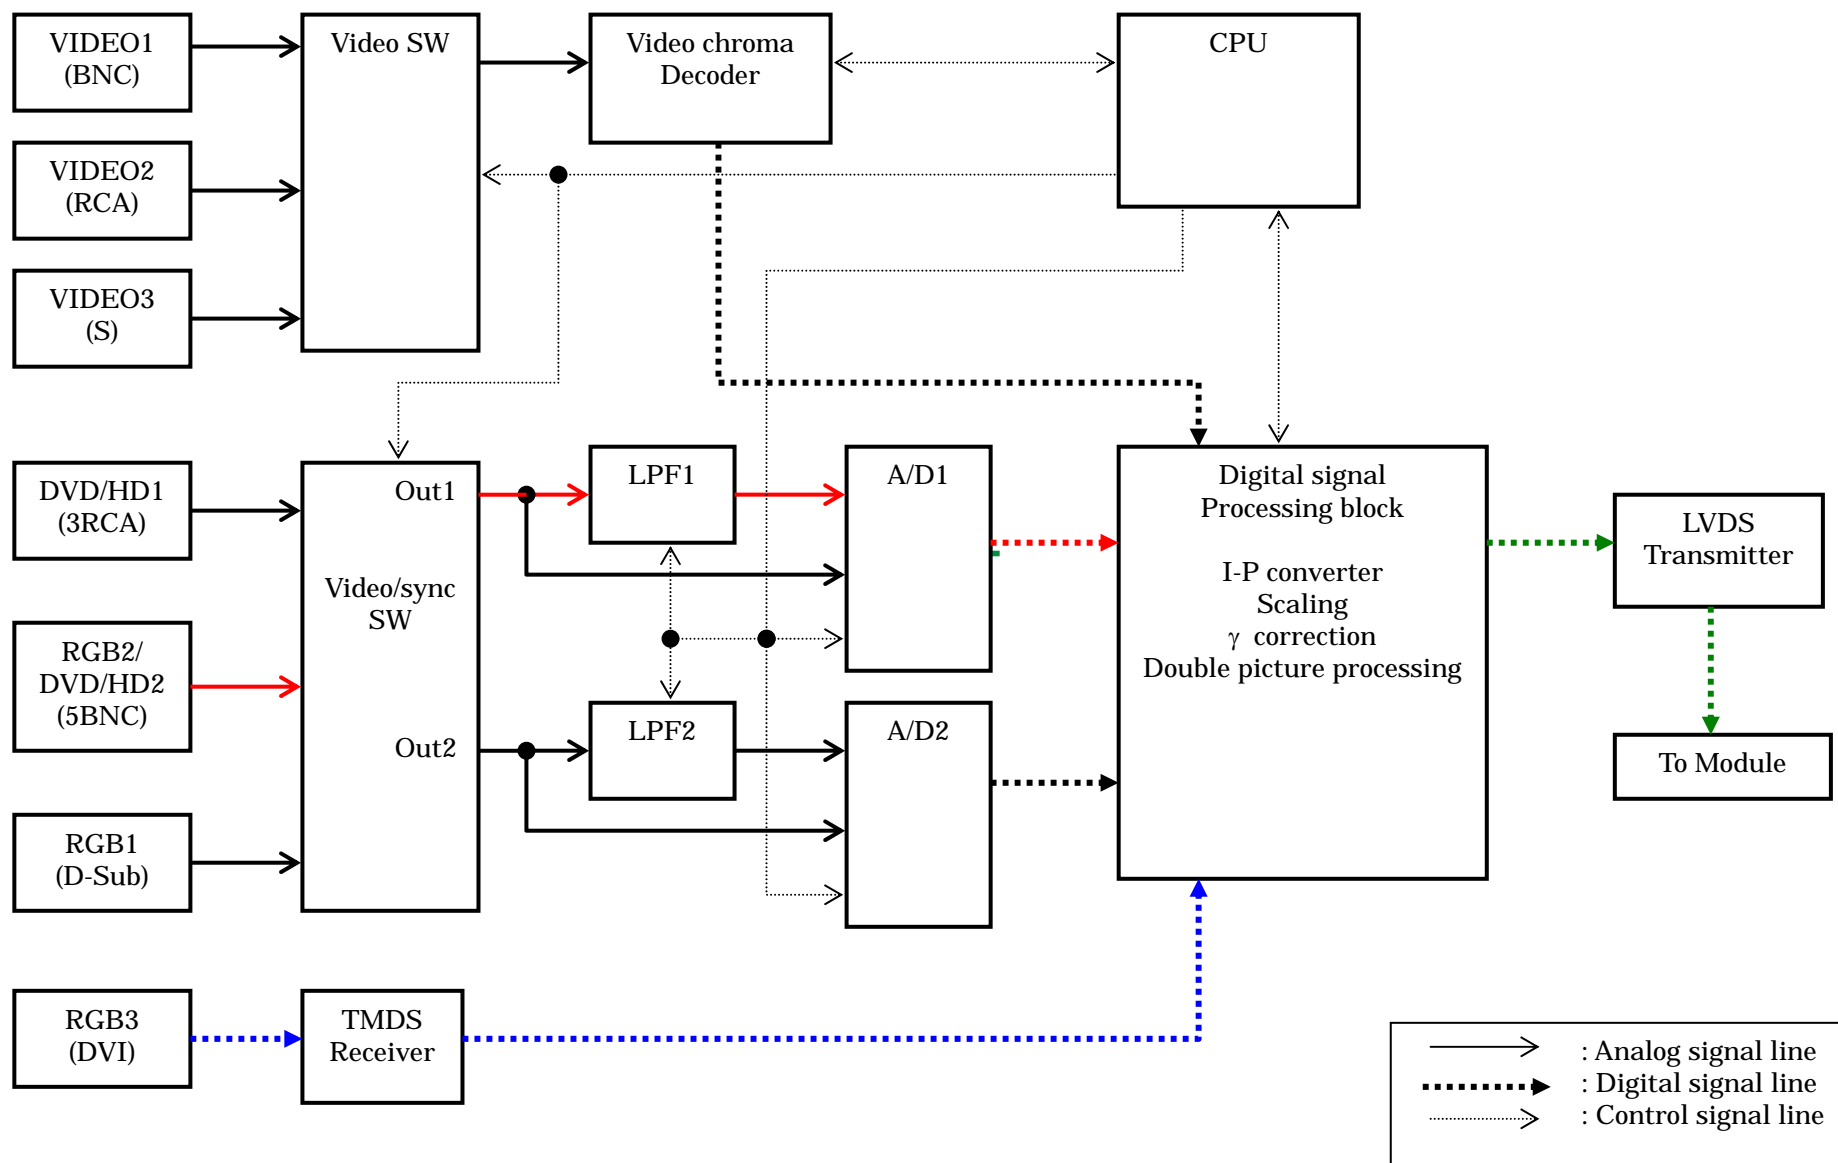 VIDEO1
(BNC)
Video SW
Video chroma
Decoder
CPU
VIDEO2
(RCA)
VIDEO3
(S)
DVD/HD1
(3RCA)
Out1
Video/sync
SW
Out2
LPF1
A/D1
Digital signal
Processing block
I-P converter
Scaling
γ correction
Double picture processing
LVDS
Transmitter
To Module
RGB2/
DVD/HD2
(5BNC)
LPF2
A/D2
RGB1
(D-Sub)
RGB3
(DVI)
TMDS
Receiver
: Analog signal line
: Digital signal line
: Control signal line